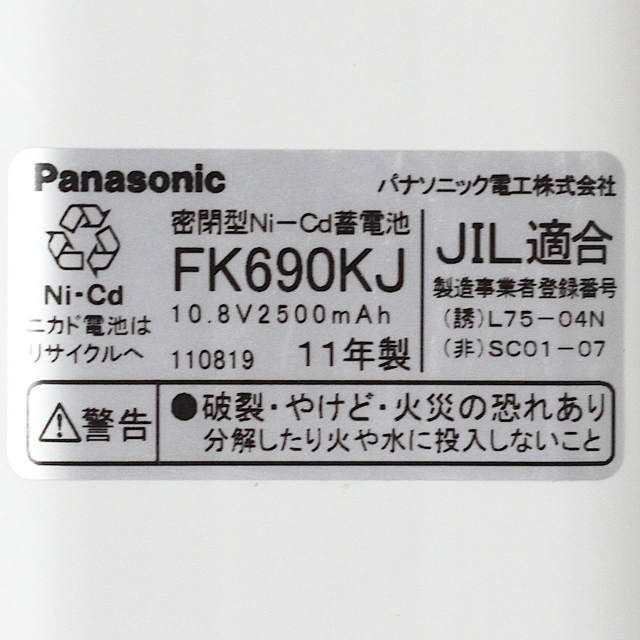 Panasonic
パナソニック電工株式会社
密閉型Ni-Cd蓄電池
FK690KJ
10.8V2500mAh
110819 11年製
Ni-Cd
ニカド電池は
リサイクルへ
JIL適合
製造事業者登録番号
(誘)L75-04N
(非)SC01-07
警告
●破裂・やけど・火災の恐れあり
分解したり火や水に投入しないこと